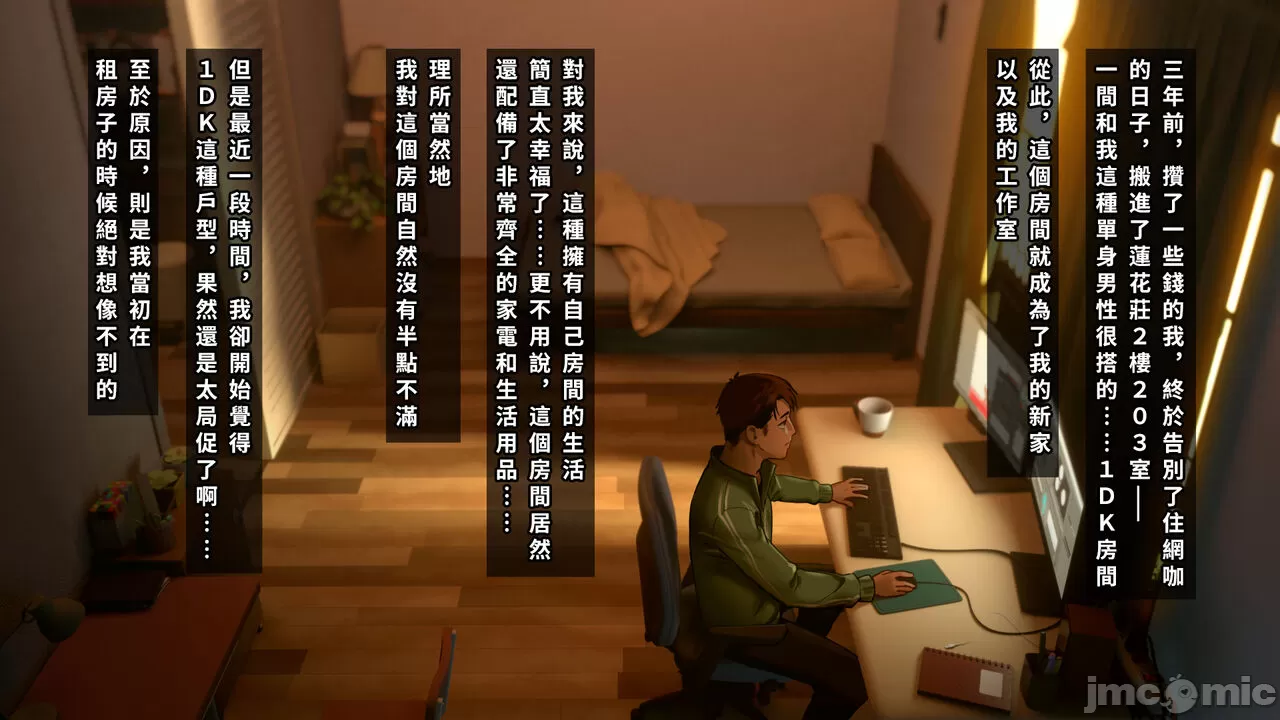 三年前，攢了一些錢的我，終於告別了住網咖
的日子，搬進了蓮花莊２樓２０３室——
一間和我這種單身男性很搭的……１ＤＫ房間
從此，這個房間就成為了我的新家
以及我的工作室
對我來說，這種擁有自己房間的生活
簡直太幸福了……更不用說，這個房間居然
還配備了非常齊全的家電和生活用品……
理所當然地
我對這個房間自然沒有半點不滿
但是最近一段時間，我卻開始覺得
１ＤＫ這種戶型，果然還是太局促了啊……
至於原因，則是我當初在
租房子的時候絕對想像不到的
jmcomic